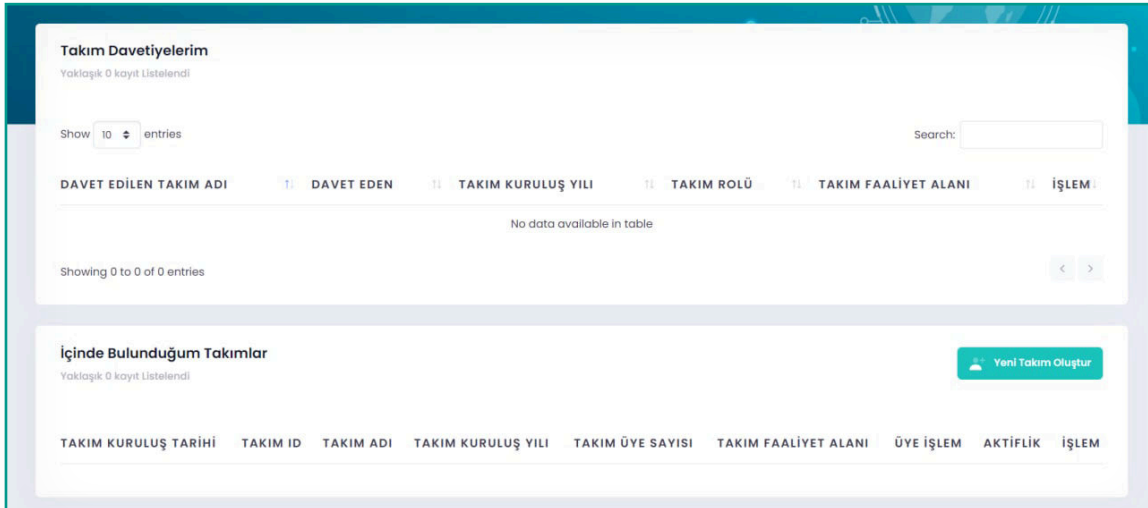 Takım Davetiyelerim
Yaklaşık 0 kayıt Listelendi
Show 10 entries Search:
DAVET EDİLEN TAKIM ADI DAVET EDEN TAKIM KURULUŞ YILI TAKIM ROLÜ TAKIM FAALİYET ALANI İŞLEM
No data available in table
Showing 0 to 0 of 0 entries
İçinde Bulunduğum Takımlar
Yeni Takım Oluştur
Yaklaşık 0 kayıt Listelendi
TAKIM KURULUŞ TARİHİ TAKIM ID TAKIM ADI TAKIM KURULUŞ YILI TAKIM ÜYE SAYISI TAKIM FAALİYET ALANI ÜYE İŞLEM AKTİFLİK İŞLEM